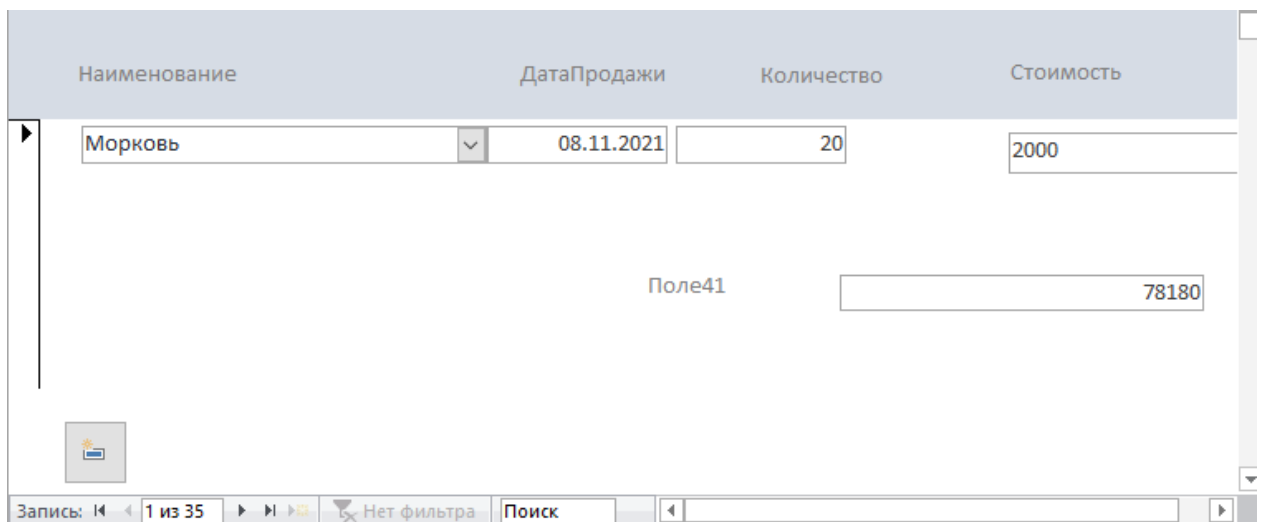 Наименование ДатаПродажи Количество Стоимость
Морковь 08.11.2021 20 2000
Поле41 78180
Запись: 1 из 35 Нет фильтра Поиск